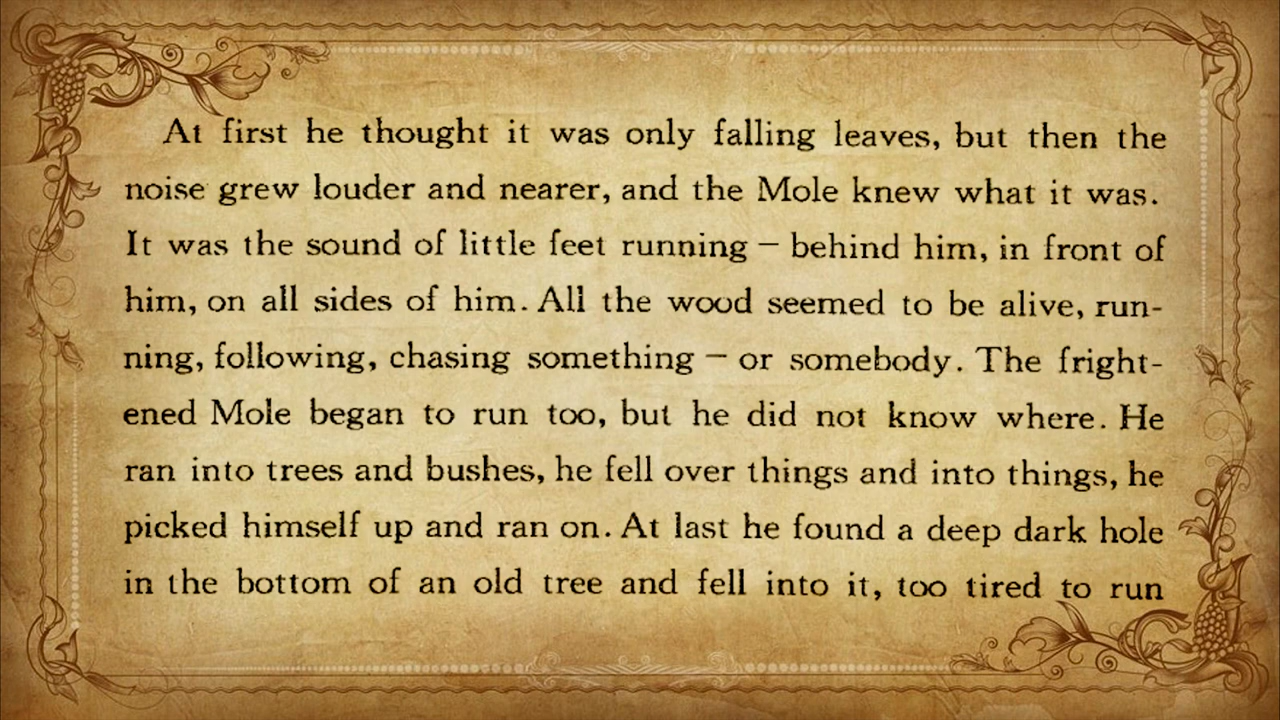 At first he thought it was only falling leaves, but then the
noise grew louder and nearer, and the Mole knew what it was.
It was the sound of little feet running – behind him, in front of
him, on all sides of him. All the wood seemed to be alive, run-
ning, following, chasing something – or somebody. The fright-
ened Mole began to run too, but he did not know where. He
ran into trees and bushes, he fell over things and into things, he
picked himself up and ran on. At last he found a deep dark hole
in the bottom of an old tree and fell into it, too tired to run